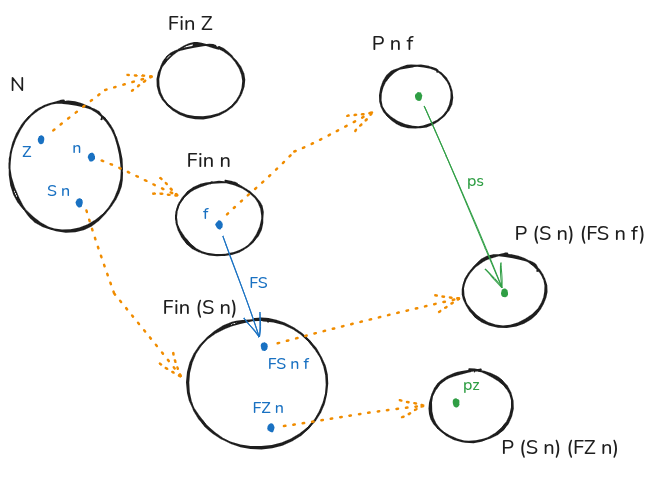 Fin Z
P n f
N
Z
n
Fin n
S n
f
ps
P (S n) (FS n f)
FS
Fin (S n)
FS n f
pz
FZ n
P (S n) (FZ n)